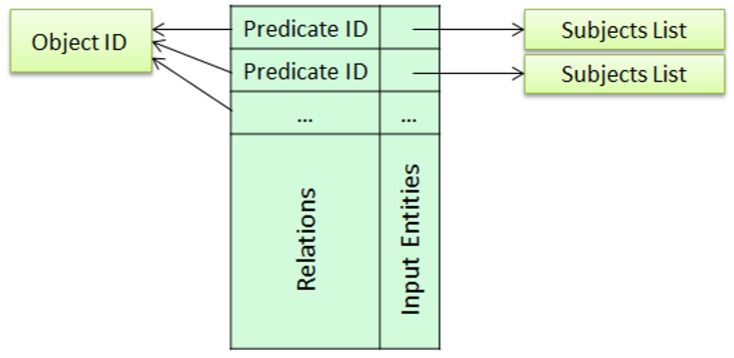 Object ID
Predicate ID
Subjects List
Predicate ID
Subjects List
...
...
Relations
Input Entities